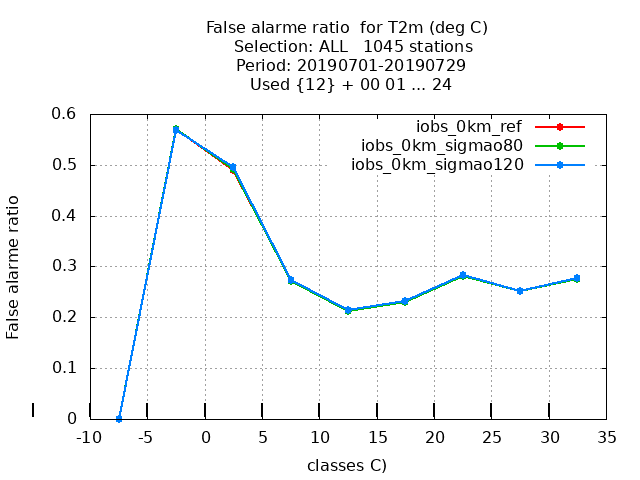 False alarme ratio  for T2m (deg C)
Selection: ALL   1045 stations
Period: 20190701-20190729
Used {12} + 00 01 ... 24
0.6
0.5
0.4
0.3
0.2
0.1
0
False alarme ratio
iobs_0km_ref
iobs_0km_sigmao80
iobs_0km_sigmao120
-10 -5 0 5 10 15 20 25 30 35
classes C)